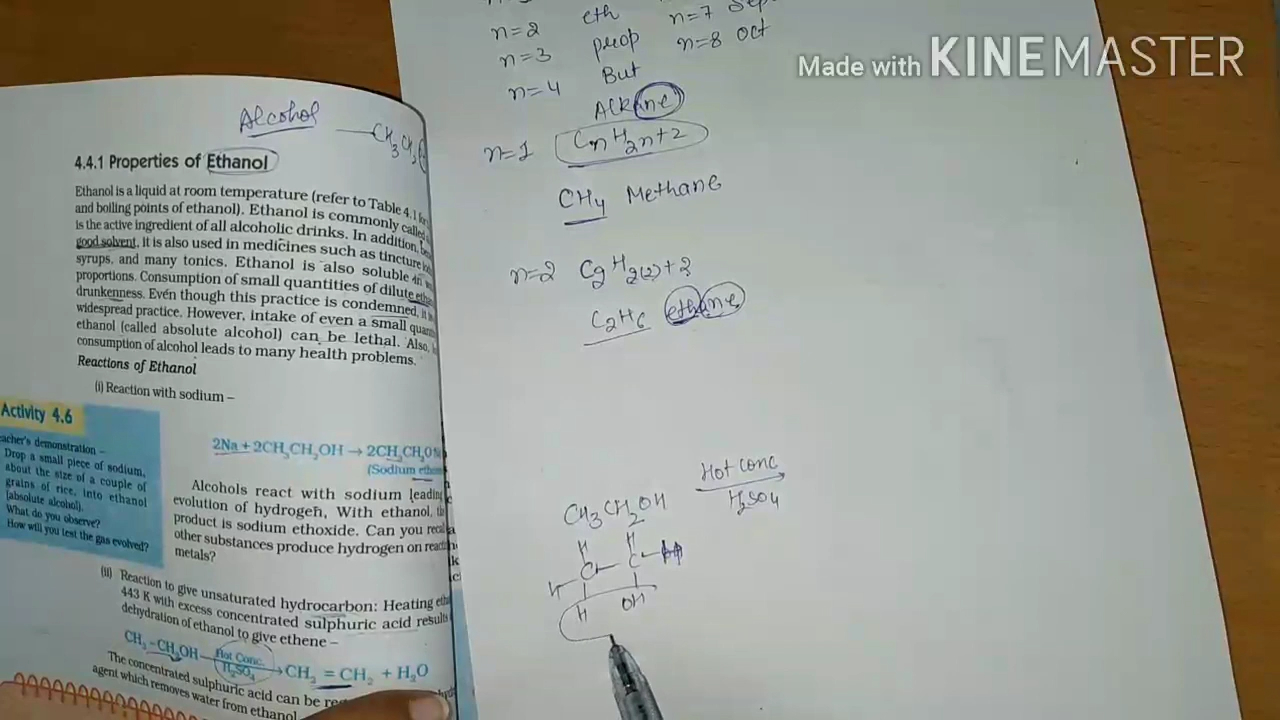 Made with KINEMASTER
Alcohol
4.4.1 Properties of Ethanol
Ethanol is a liquid at room temperature (refer to Table 4.1 for
and boiling points of ethanol). Ethanol is commonly called
is the active ingredient of all alcoholic drinks. In addition,
good solvent, it is also used in medicines such as tincture
syrups, and many tonics. Ethanol is also soluble in
proportions. Consumption of small quantities of dilute
drunkenness. Even though this practice is condemned, it is
widespread practice. However, intake of even a small
ethanol (called absolute alcohol) can be lethal. Also,
consumption of alcohol leads to many health problems.
Reactions of Ethanol
(i) Reaction with sodium –
2Na + 2CH3CH2OH → 2CH3CH2O
(Sodium
Activity 4.6
demonstration –
Drop a small piece of sodium,
about the size of a couple of
grains of rice, into ethanol
(absolute alcohol).
What do you observe?
How will you test the gas evolved?
Alcohols react with sodium leading
evolution of hydrogen, With ethanol,
product is sodium ethoxide. Can you
other substances produce hydrogen on
metals?
(ii) Reaction to give unsaturated hydrocarbon: Heating
443 K with excess concentrated sulphuric acid results
dehydration of ethanol to give ethene –
CH3–CH2OH Hot Conc. H2SO4 → CH2 = CH2 + H2O
The concentrated sulphuric acid can be
agent which removes water from ethanol.
n=2 eth n=7
n=3 prop n=8 oct
n=4 But
Alkane
n=1 CnH2n+2
CH4 Methane
n=2 C2H2(2)+2
C2H6 ethane
CH3CH2OH Hot conc H2SO4
H H
H C C
H OH